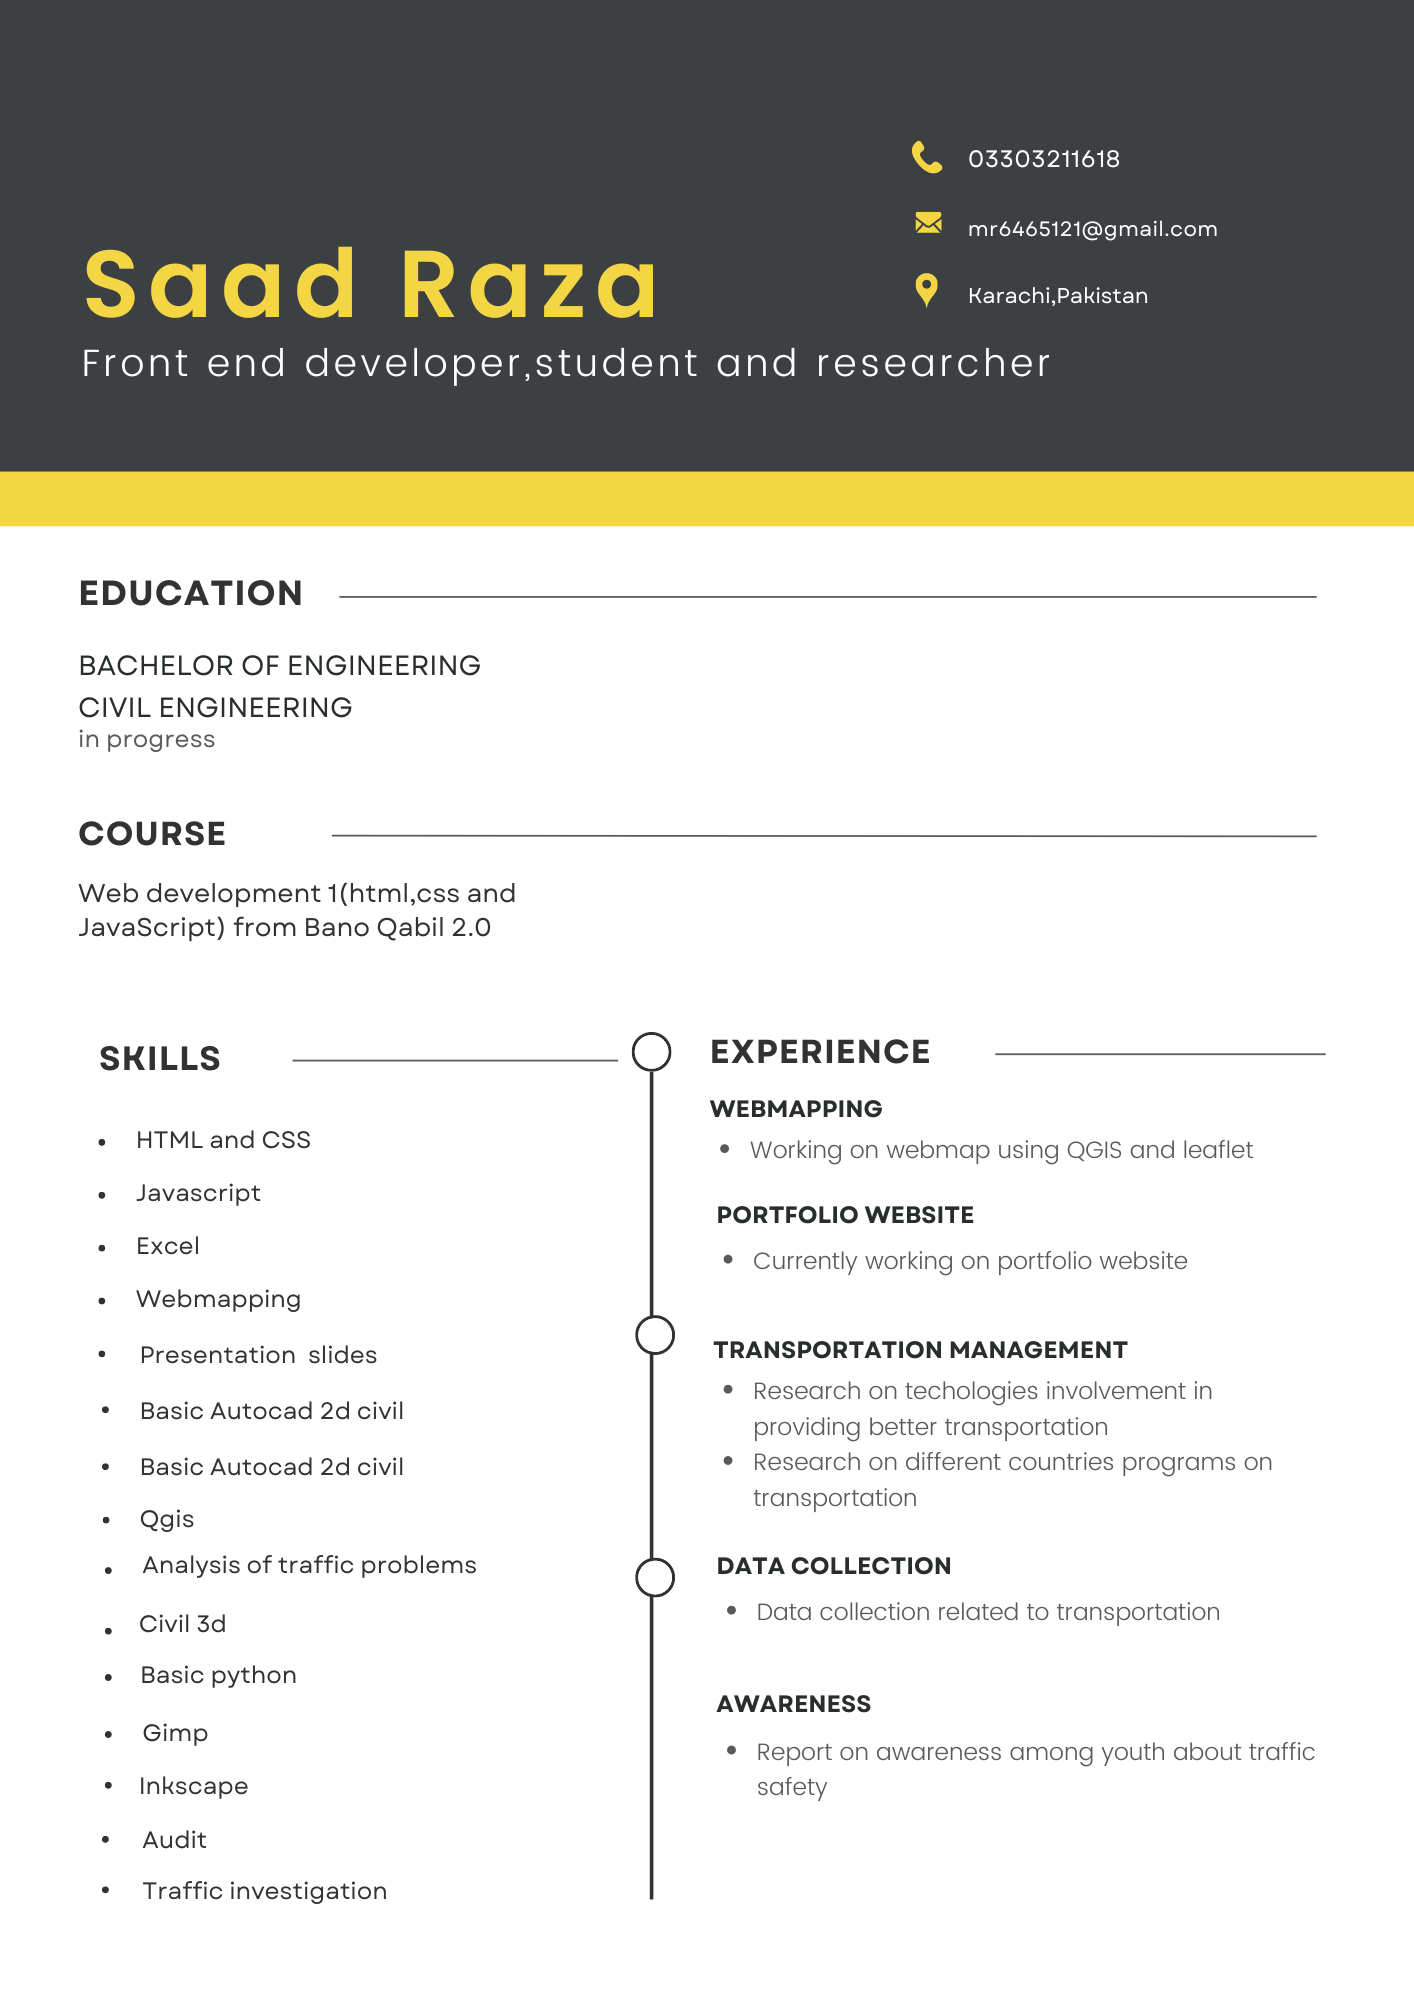 03303211618
mr6465121@gmail.com
Karachi,Pakistan
Saad Raza
Front end developer,student and researcher
EDUCATION
BACHELOR OF ENGINEERING
CIVIL ENGINEERING
in progress
COURSE
Web development 1(html,css and
JavaScript) from Bano Qabil 2.0
SKILLS
• HTML and CSS
• Javascript
• Excel
• Webmapping
• Presentation slides
• Basic Autocad 2d civil
• Basic Autocad 2d civil
• Qgis
• Analysis of traffic problems
• Civil 3d
• Basic python
• Gimp
• Inkscape
• Audit
• Traffic investigation
EXPERIENCE
WEBMAPPING
• Working on webmap using QGIS and leaflet
PORTFOLIO WEBSITE
• Currently working on portfolio website
TRANSPORTATION MANAGEMENT
• Research on techologies involvement in
providing better transportation
• Research on different countries programs on
transportation
DATA COLLECTION
• Data collection related to transportation
AWARENESS
• Report on awareness among youth about traffic
safety